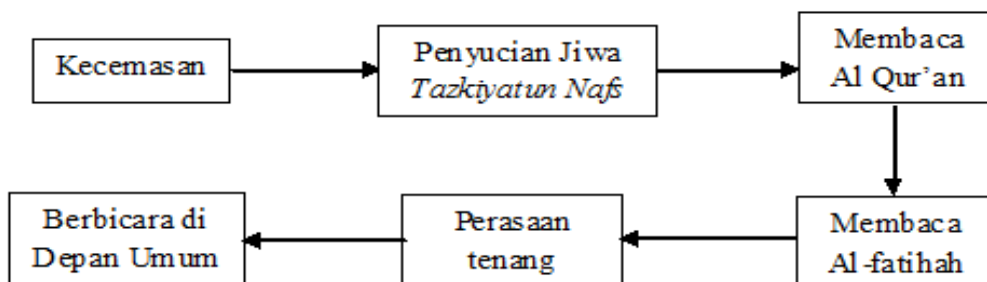 Kecemasan
Penyucian Jiwa
Tazkiyatun Nafs
Membaca
Al Qur’an
Membaca
Al-fatihah
Perasaan
tenang
Berbicara di
Depan Umum